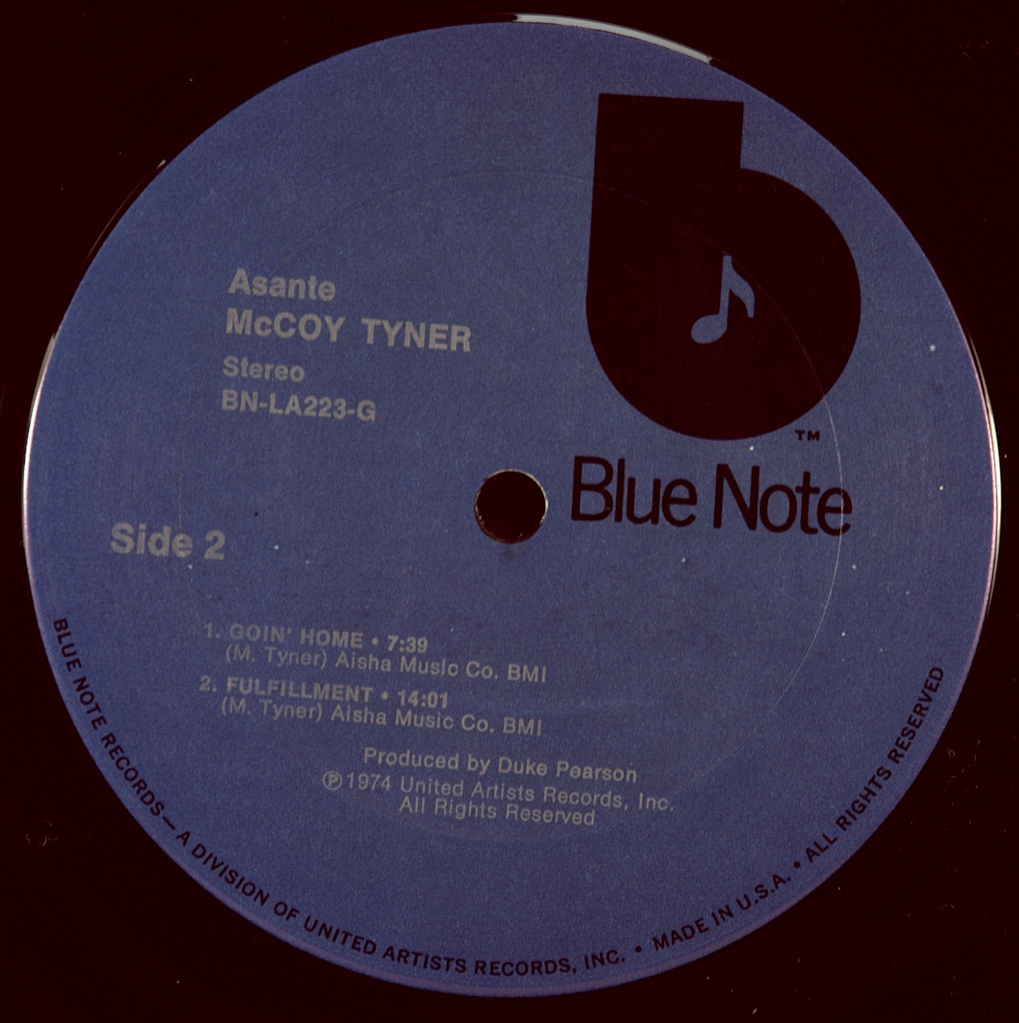 Asante
McCOY TYNER
Stereo
BN-LA223-G
TM
Blue Note
Side 2
1. GOIN' HOME • 7:39
(M. Tyner) Aisha Music Co. BMI
2. FULFILLMENT • 14:01
(M. Tyner) Aisha Music Co. BMI
Produced by Duke Pearson
℗1974 United Artists Records, Inc.
All Rights Reserved
BLUE NOTE RECORDS— A DIVISION OF UNITED ARTISTS RECORDS, INC. • MADE IN U.S.A. • ALL RIGHTS RESERVED